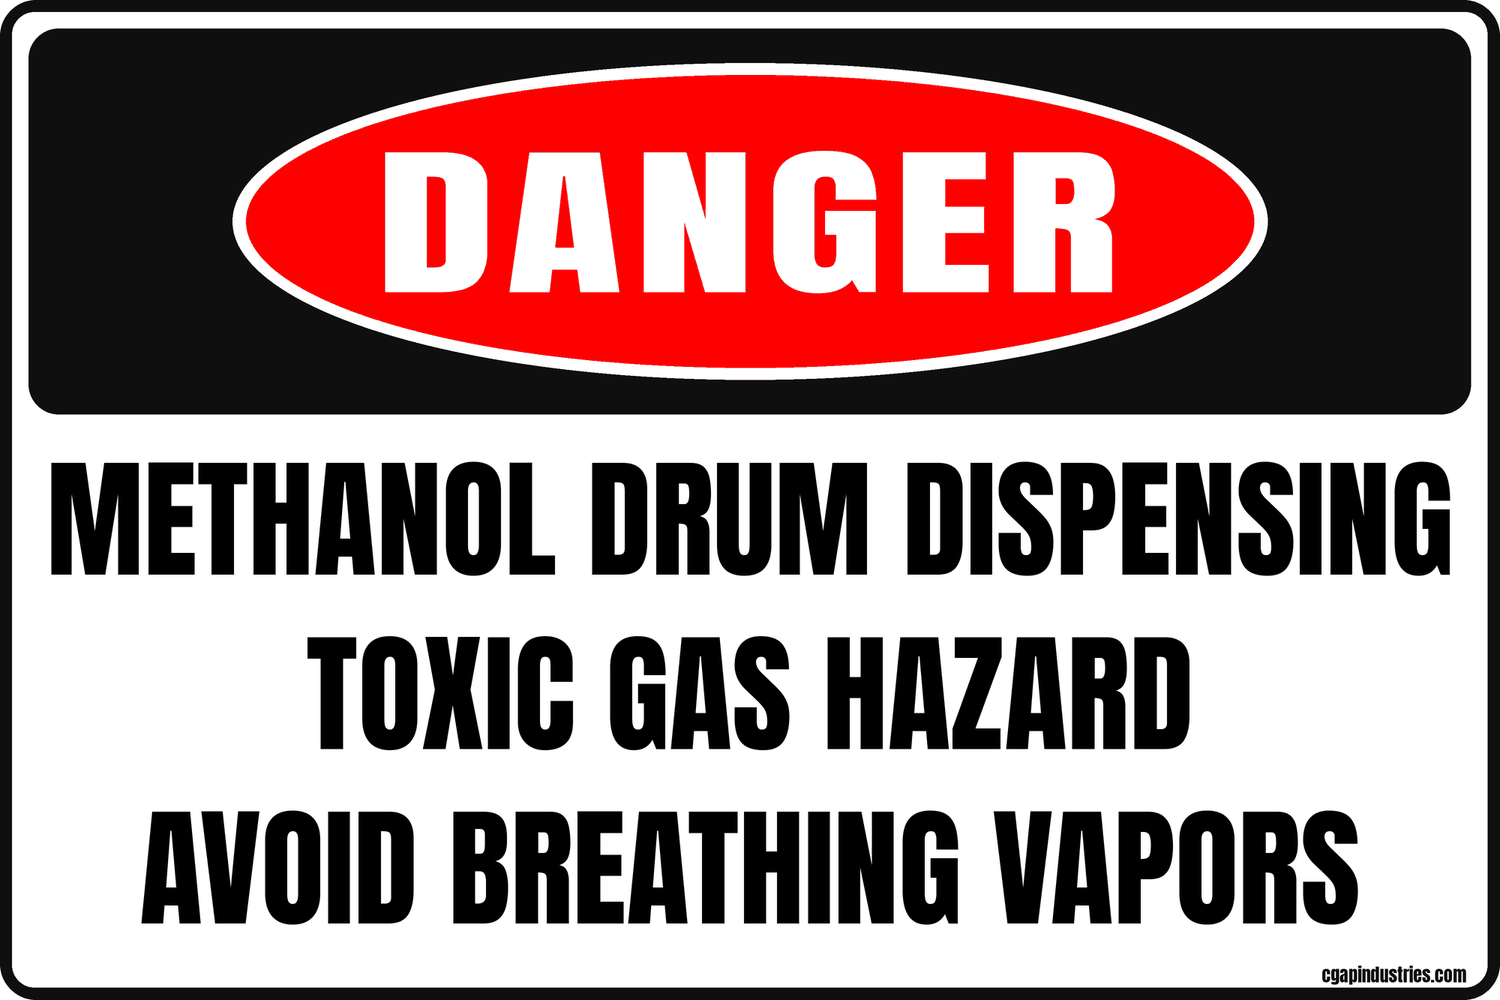 DANGER
METHANOL DRUM DISPENSING
TOXIC GAS HAZARD
AVOID BREATHING VAPORS
cgapindustries.com